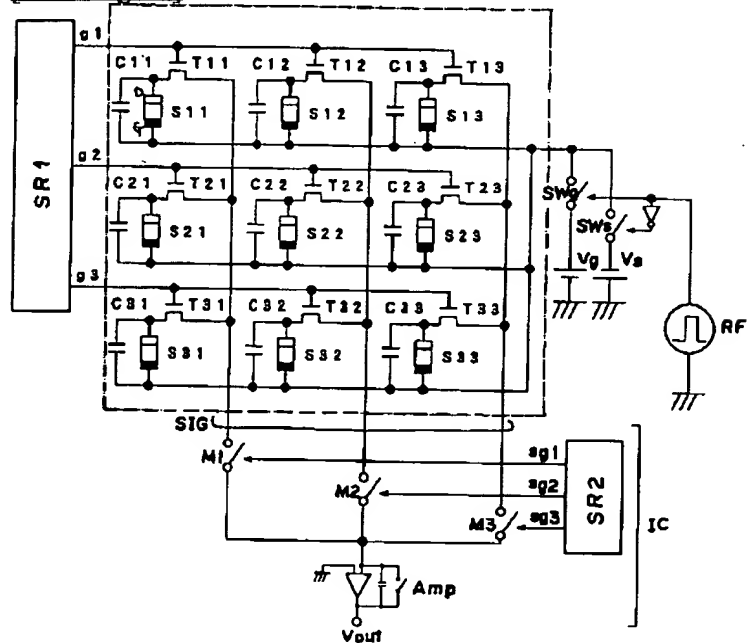 g1
C11 T11 C12 T12 C13 T13
D
S11 S12 S13
G
SR1
g2
C21 T21 C22 T22 C23 T23
S21 S22 S23
SWg
SWs
Vg Vs
g3
C31 T31 C32 T32 C33 T33
S31 S32 S33
RF
SIG
M1 sg1
M2 sg2
M3 sg3
SR2
IC
Amp
Vout